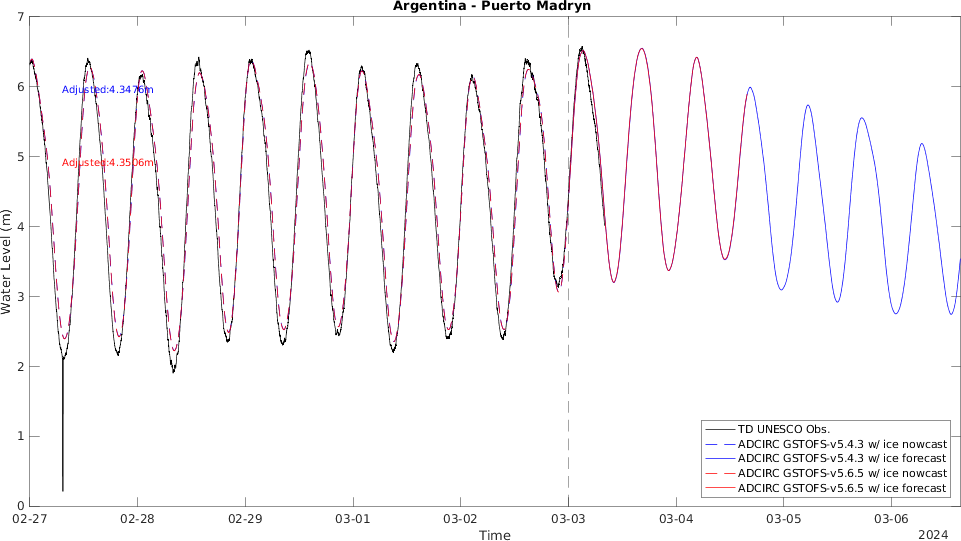 Argentina - Puerto Madryn
7
6
5
4
3
2
1
0
Water Level (m)
Adjusted:4.3476m
Adjusted:4.3506m
TD UNESCO Obs.
ADCIRC GSTOFS-v5.4.3 w/ ice nowcast
ADCIRC GSTOFS-v5.4.3 w/ ice forecast
ADCIRC GSTOFS-v5.6.5 w/ ice nowcast
ADCIRC GSTOFS-v5.6.5 w/ ice forecast
02-27 02-28 02-29 03-01 03-02 03-03 03-04 03-05 03-06
Time
2024